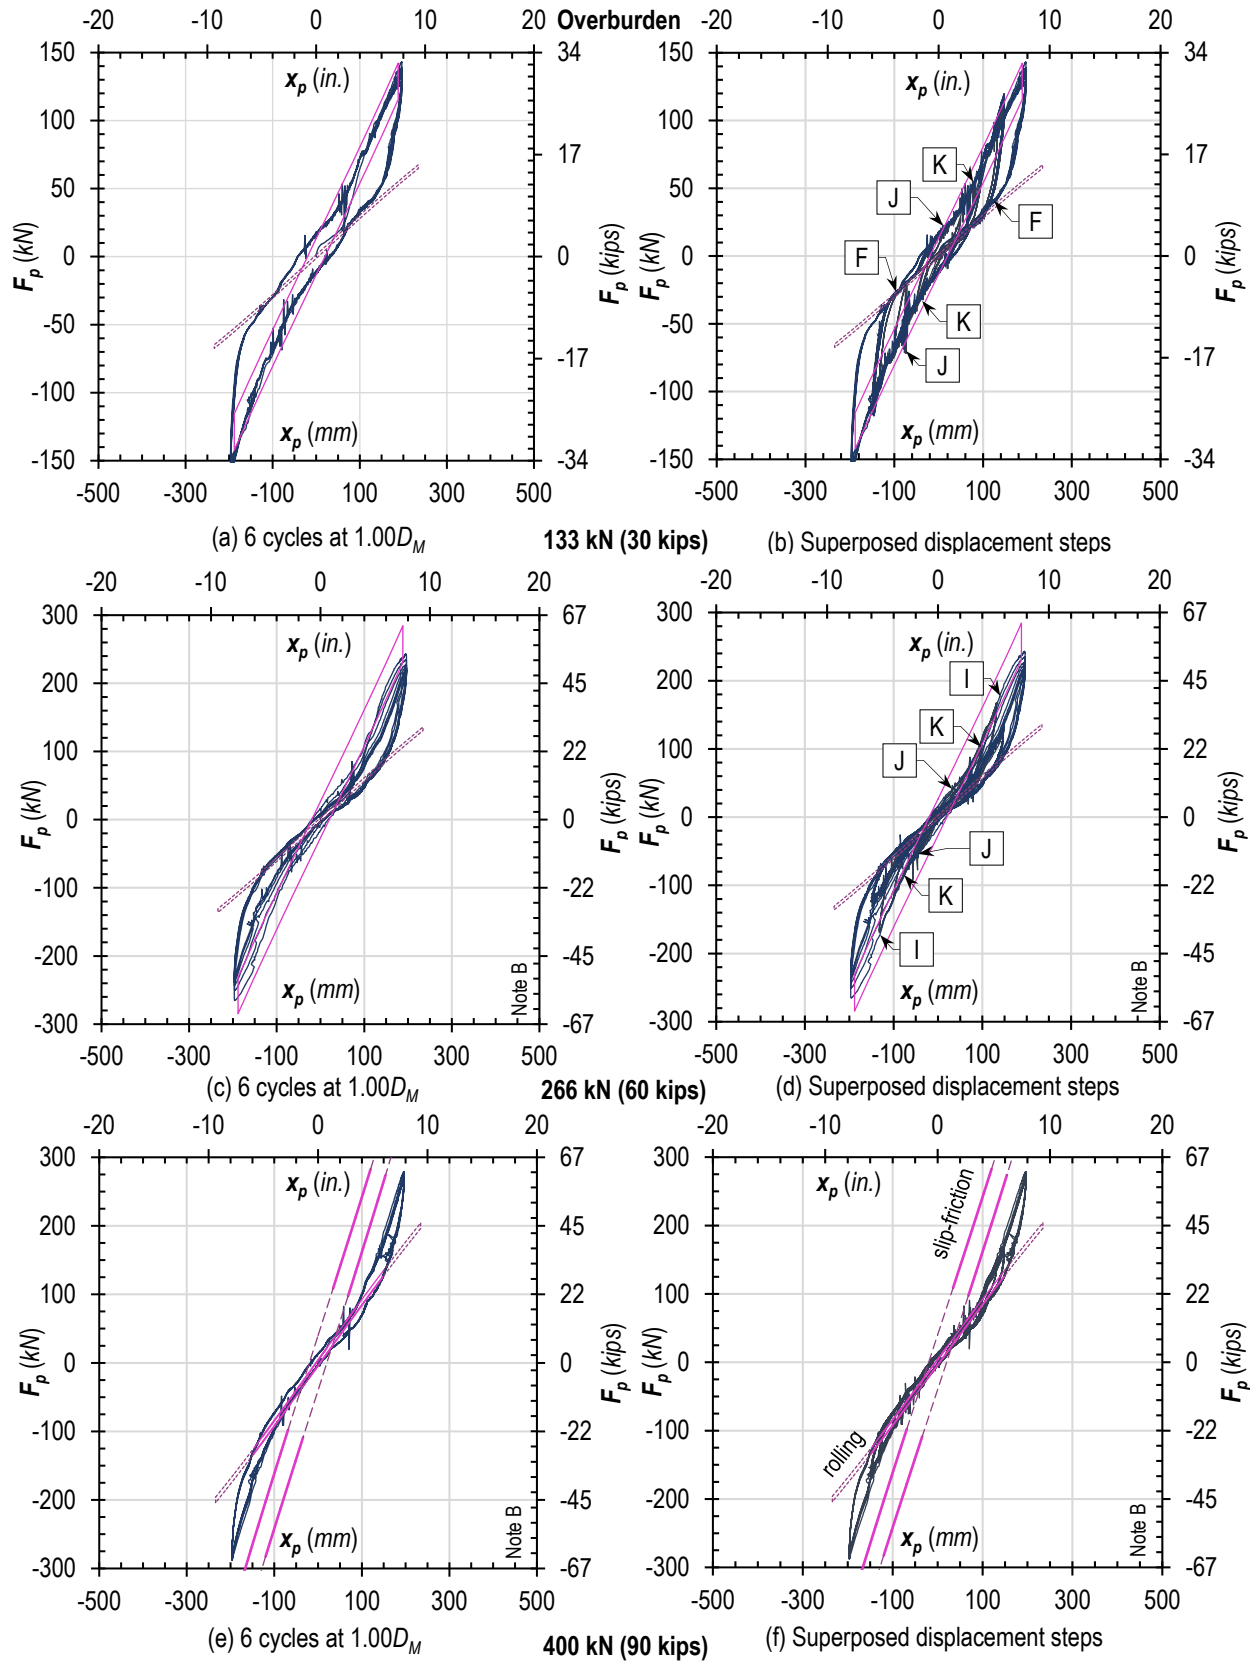 -20 -10 0 10 20 Overburden -20 -10 0 10 20
150 100 50 0 -50 -100 -150
34 17 0 -17 -34
x_p (in.)
F_p (kN)
F_p (kips)
x_p (mm)
-500 -300 -100 100 300 500
(a) 6 cycles at 1.00D_M
150 100 50 0 -50 -100 -150
34 17 0 -17 -34
x_p (in.)
K
J
F
F
K
J
F_p (kN)
F_p (kips)
x_p (mm)
-500 -300 -100 100 300 500
133 kN (30 kips)
(b) Superposed displacement steps
-20 -10 0 10 20 -20 -10 0 10 20
300 200 100 0 -100 -200 -300
67 45 22 0 -22 -45 -67
x_p (in.)
F_p (kN)
F_p (kips)
x_p (mm)
Note B
-500 -300 -100 100 300 500
(c) 6 cycles at 1.00D_M
300 200 100 0 -100 -200 -300
67 45 22 0 -22 -45 -67
x_p (in.)
I
K
J
J
K
I
F_p (kN)
F_p (kips)
x_p (mm)
Note B
-500 -300 -100 100 300 500
266 kN (60 kips)
(d) Superposed displacement steps
-20 -10 0 10 20 -20 -10 0 10 20
300 200 100 0 -100 -200 -300
67 45 22 0 -22 -45 -67
x_p (in.)
F_p (kN)
F_p (kips)
x_p (mm)
Note B
-500 -300 -100 100 300 500
(e) 6 cycles at 1.00D_M
300 200 100 0 -100 -200 -300
67 45 22 0 -22 -45 -67
x_p (in.)
slip-friction
rolling
F_p (kN)
F_p (kips)
x_p (mm)
Note B
-500 -300 -100 100 300 500
400 kN (90 kips)
(f) Superposed displacement steps